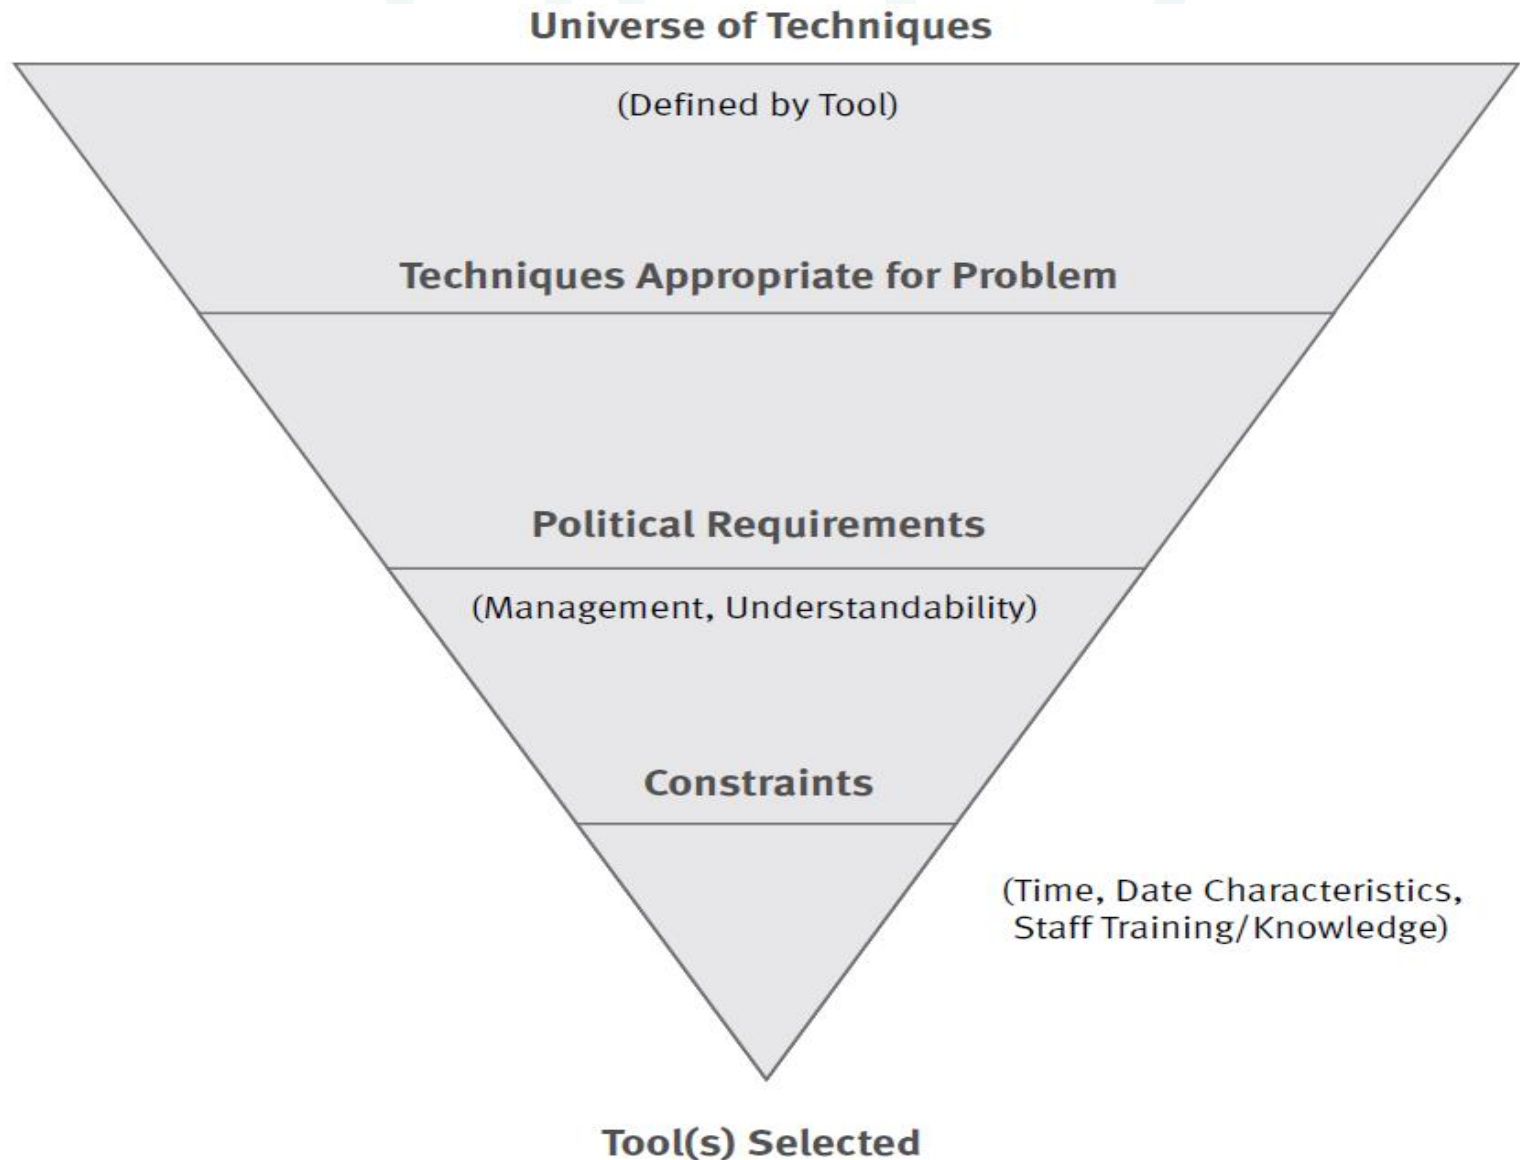 Universe of Techniques
(Defined by Tool)
Techniques Appropriate for Problem
Political Requirements
(Management, Understandability)
Constraints
(Time, Date Characteristics,
Staff Training/Knowledge)
Tool(s) Selected